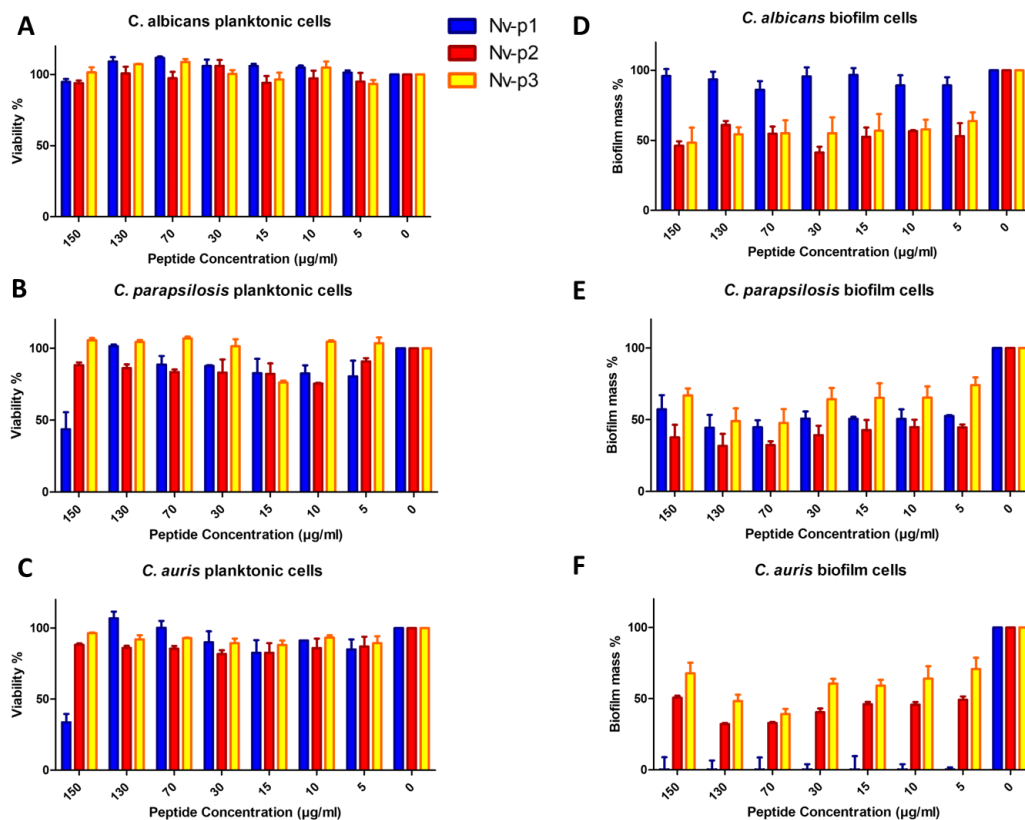 A
C. albicans planktonic cells
Viability %
100
50
0
150 130 70 30 15 10 5 0
Peptide Concentration (µg/ml)
Nv-p1
Nv-p2
Nv-p3
D
C. albicans biofilm cells
Biofilm mass %
100
50
0
150 130 70 30 15 10 5 0
Peptide Concentration (µg/ml)
B
C. parapsilosis planktonic cells
Viability %
100
50
0
150 130 70 30 15 10 5 0
Peptide Concentration (µg/ml)
E
C. parapsilosis biofilm cells
Biofilm mass %
100
50
0
150 130 70 30 15 10 5 0
Peptide Concentration (µg/ml)
C
C. auris planktonic cells
Viability %
100
50
0
150 130 70 30 15 10 5 0
Peptide Concentration (µg/ml)
F
C. auris biofilm cells
Biofilm mass %
100
50
0
150 130 70 30 15 10 5 0
Peptide Concentration (µg/ml)